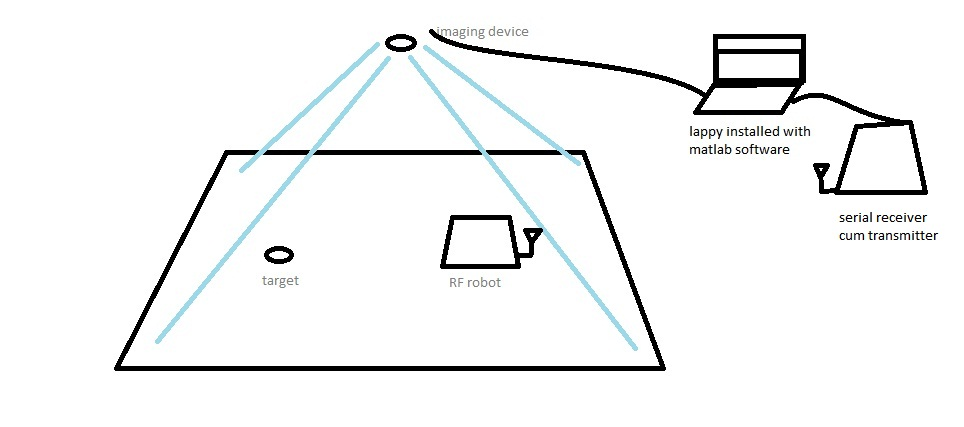 imaging device
lappy installed with
matlab software
serial receiver
cum transmitter
target
RF robot